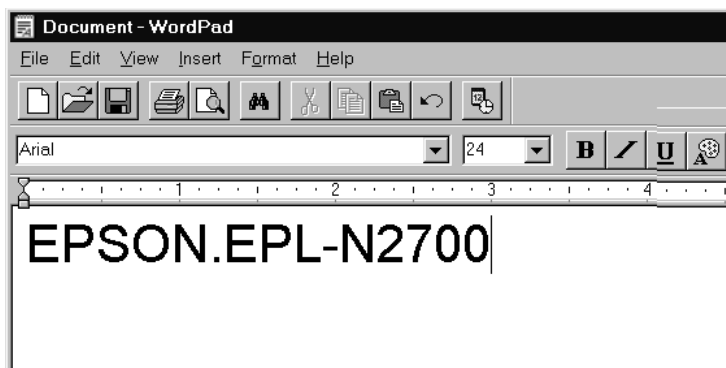 Document - WordPad
File Edit View Insert Format Help
Arial 24 B I U A
1 2 3 4
EPSON.EPL-N2700